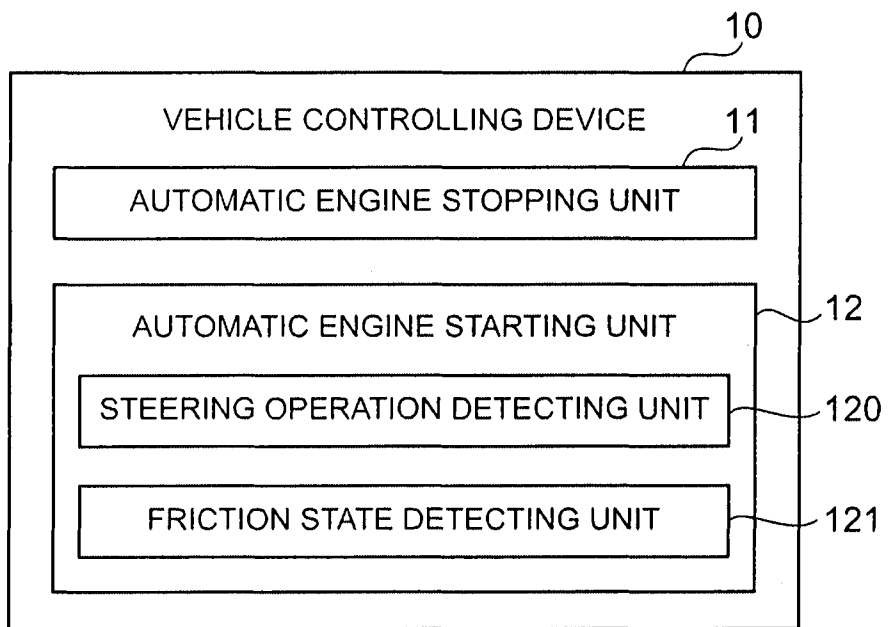 10
VEHICLE CONTROLLING DEVICE
11
AUTOMATIC ENGINE STOPPING UNIT
AUTOMATIC ENGINE STARTING UNIT
12
STEERING OPERATION DETECTING UNIT
120
FRICTION STATE DETECTING UNIT
121